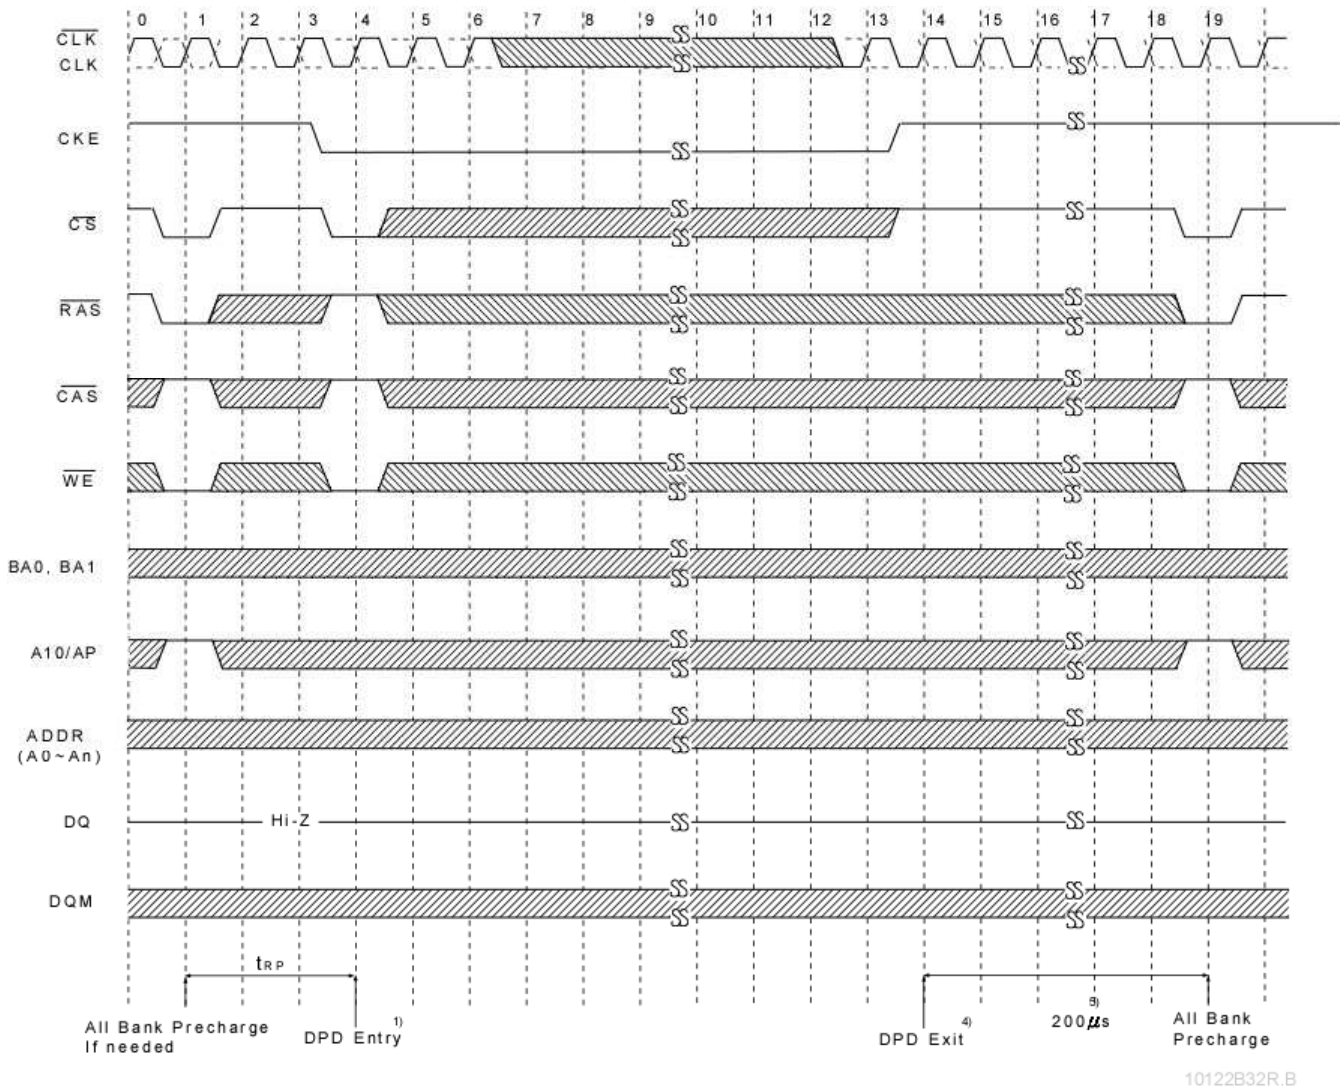 0 1 2 3 4 5 6 7 8 9 10 11 12 13 14 15 16 17 18 19
CLK
CLK
CKE
CS
RAS
CAS
WE
BA0, BA1
A10/AP
ADDR
(A0~An)
DQ Hi-Z
DQM
tRP
All Bank Precharge
If needed
DPD Entry 1)
DPD Exit 4)
200µs
All Bank
Precharge
10122B32R.B